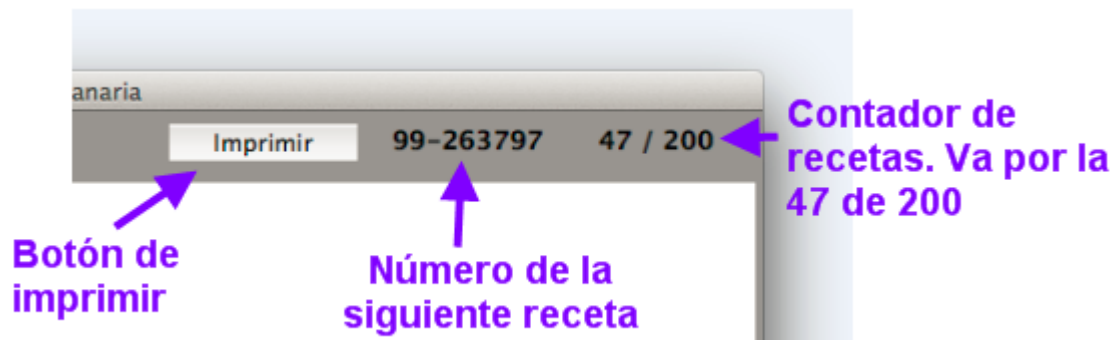 anaria
Imprimir 99-263797 47 / 200
Contador de
recetas. Va por la
47 de 200
Botón de
imprimir
Número de la
siguiente receta